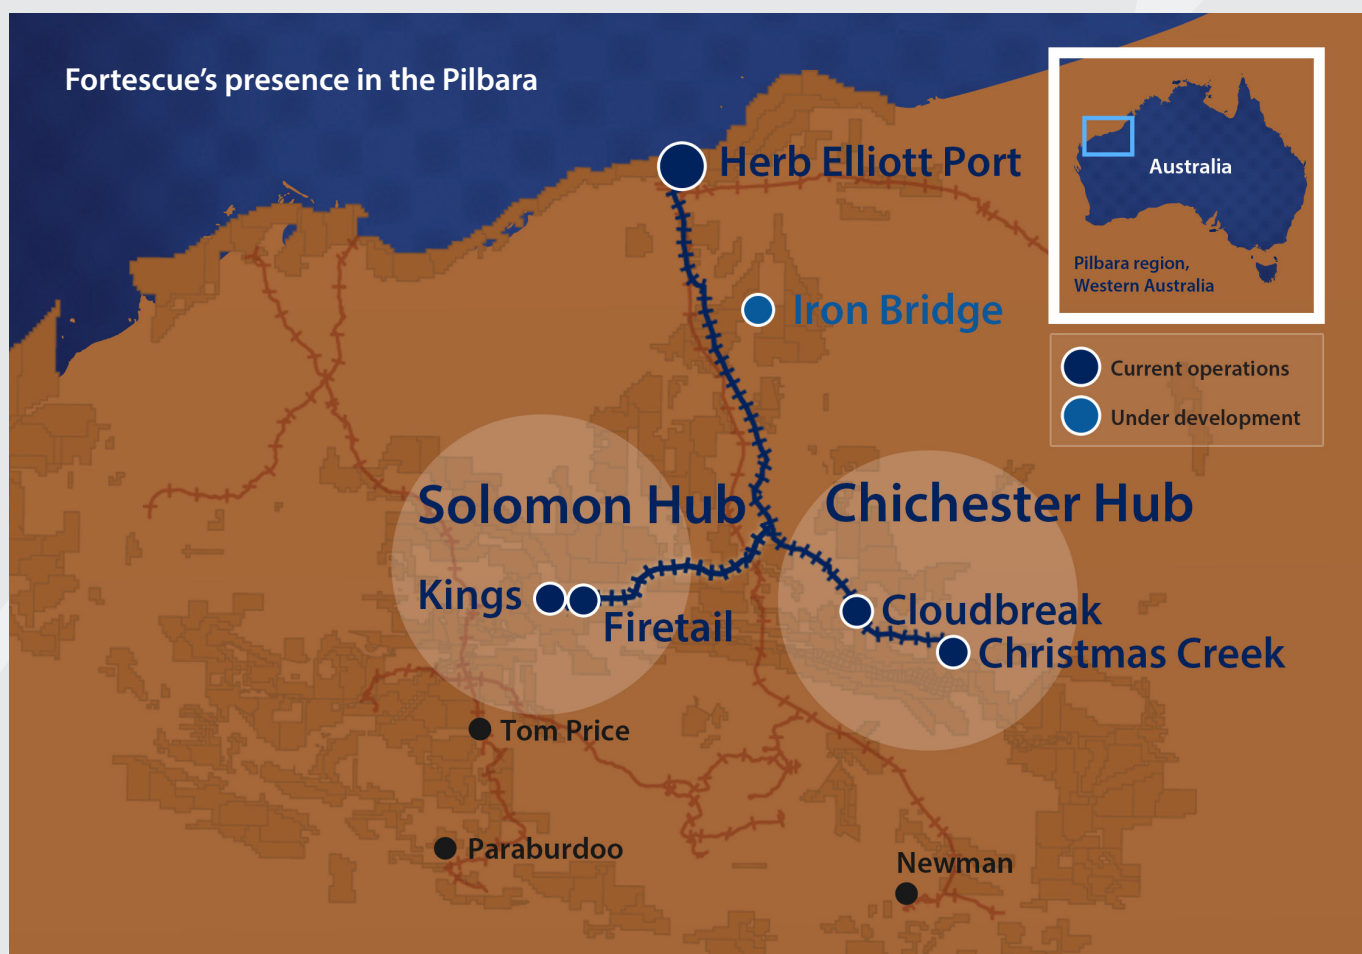 Fortescue's presence in the Pilbara
Herb Elliott Port
Australia
Pilbara region,
Western Australia
Iron Bridge
Current operations
Under development
Solomon Hub
Chichester Hub
Kings
Firetail
Cloudbreak
Christmas Creek
Tom Price
Paraburdoo
Newman